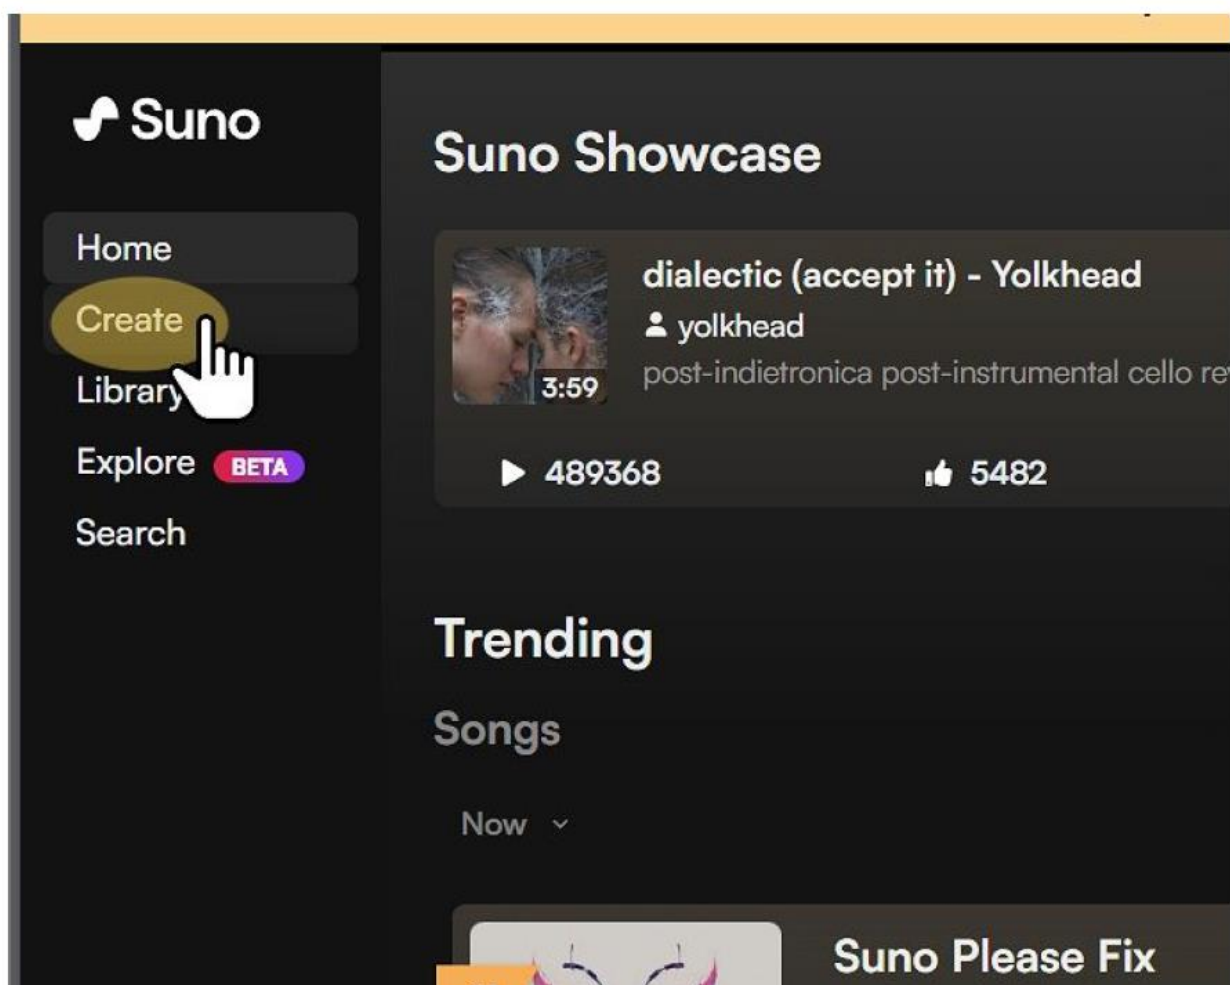 Suno
Home
Create
Library
Explore BETA
Search
Suno Showcase
dialectic (accept it) - Yolkhead
yolkhead
3:59
post-indietronica post-instrumental cello
489368
5482
Trending
Songs
Now
Suno Please Fix